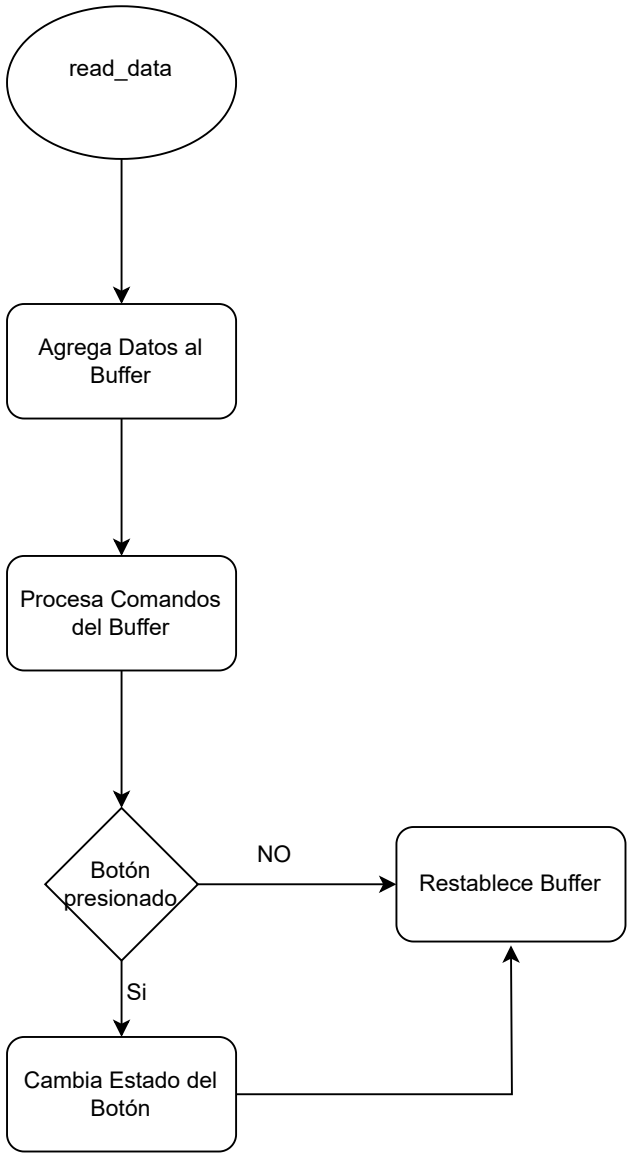 read_data
Agrega Datos al
Buffer
Procesa Comandos
del Buffer
Botón
presionado
NO
Restablece Buffer
Si
Cambia Estado del
Botón